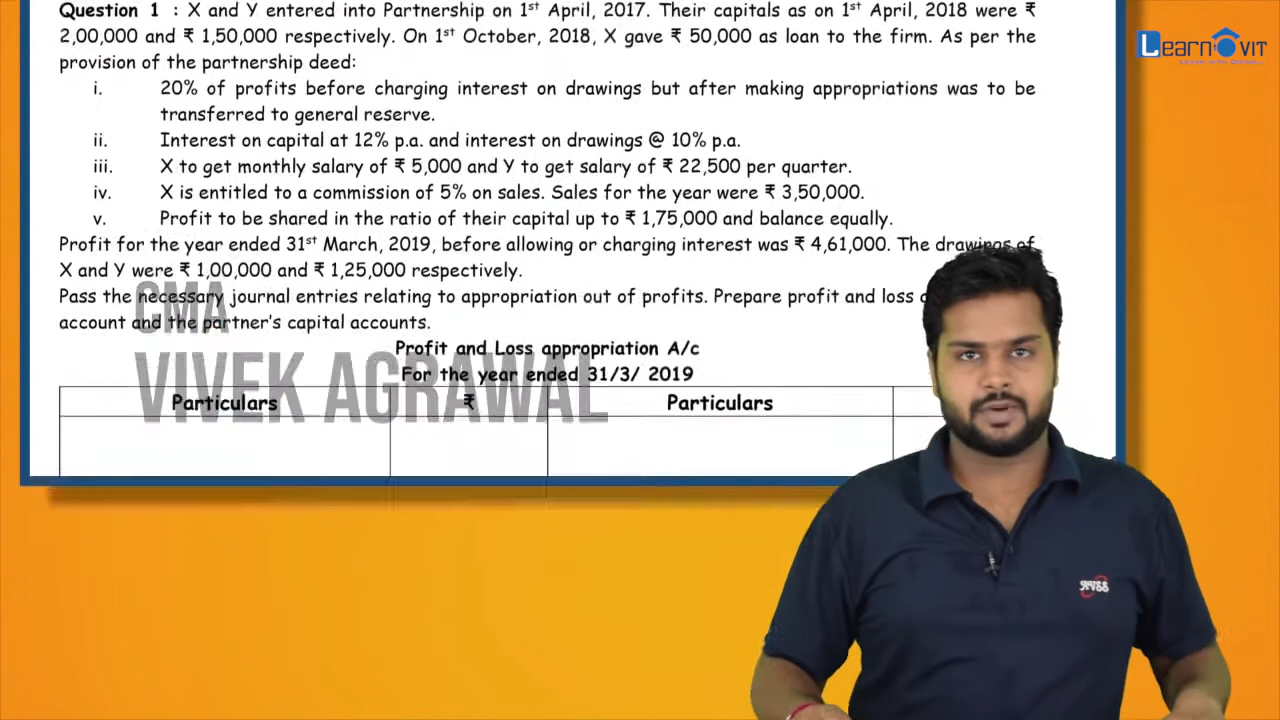 Question 1 : X and Y entered into Partnership on 1st April, 2017. Their capitals as on 1st April, 2018 were ₹
2,00,000 and ₹ 1,50,000 respectively. On 1st October, 2018, X gave ₹ 50,000 as loan to the firm. As per the
provision of the partnership deed:
i. 20% of profits before charging interest on drawings but after making appropriations was to be
transferred to general reserve.
ii. Interest on capital at 12% p.a. and interest on drawings @ 10% p.a.
iii. X to get monthly salary of ₹ 5,000 and Y to get salary of ₹ 22,500 per quarter.
iv. X is entitled to a commission of 5% on sales. Sales for the year were ₹ 3,50,000.
v. Profit to be shared in the ratio of their capital up to ₹ 1,75,000 and balance equally.
Profit for the year ended 31st March, 2019, before allowing or charging interest was ₹ 4,61,000. The drawings of
X and Y were ₹ 1,00,000 and ₹ 1,25,000 respectively.
Pass the necessary journal entries relating to appropriation out of profits. Prepare profit and loss
account and the partner's capital accounts.
Profit and Loss appropriation A/c
For the year ended 31/3/ 2019
Particulars ₹ Particulars
CMA
VIVEK AGRAWAL
LearnOVIT